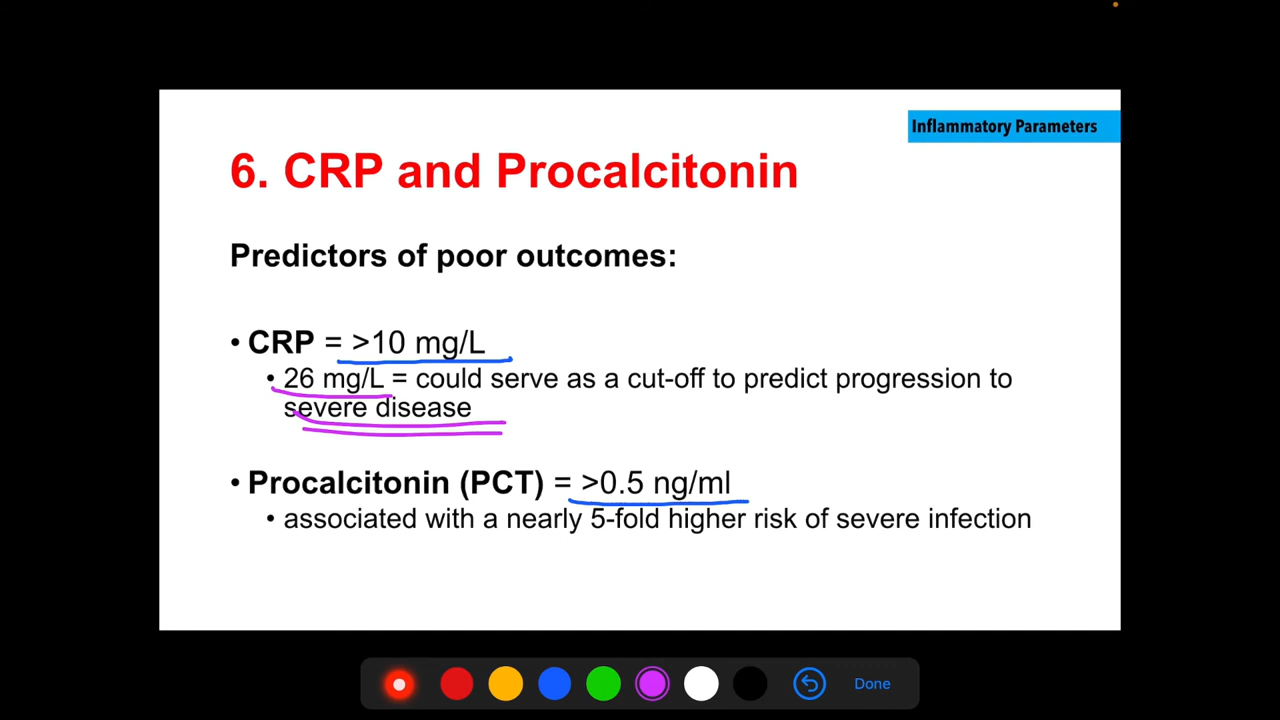 Inflammatory Parameters
6. CRP and Procalcitonin
Predictors of poor outcomes:
• CRP = >10 mg/L
• 26 mg/L = could serve as a cut-off to predict progression to
severe disease
• Procalcitonin (PCT) = >0.5 ng/ml
• associated with a nearly 5-fold higher risk of severe infection
Done